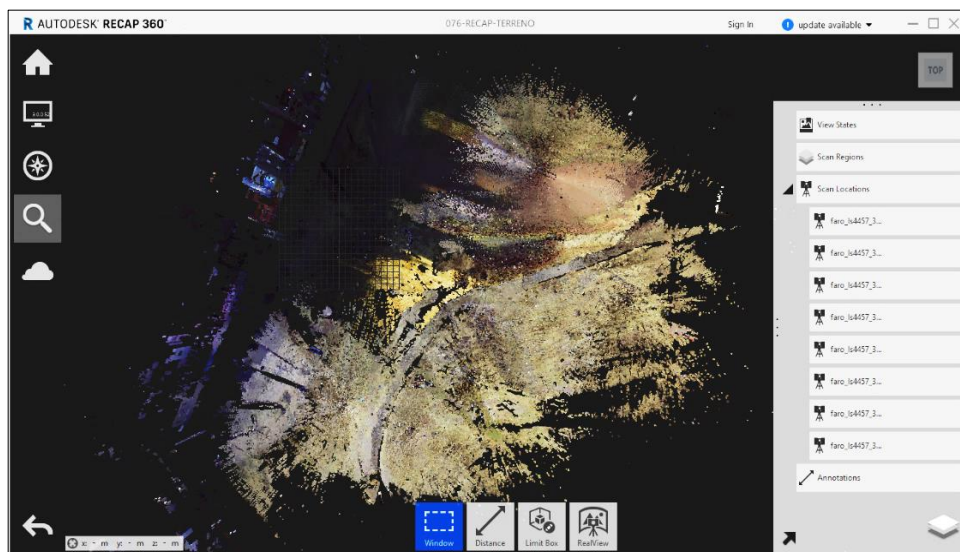 AUTODESK RECAP 360
076-RECAP-TERRENO
Sign In
update available
TOP
View States
Scan Regions
Scan Locations
faro_ls4457_3...
faro_ls4457_3...
faro_ls4457_3...
faro_ls4457_3...
faro_ls4457_3...
faro_ls4457_3...
faro_ls4457_3...
faro_ls4457_3...
Annotations
Window
Distance
Limit Box
RealView
x: - m y: - m z: - m